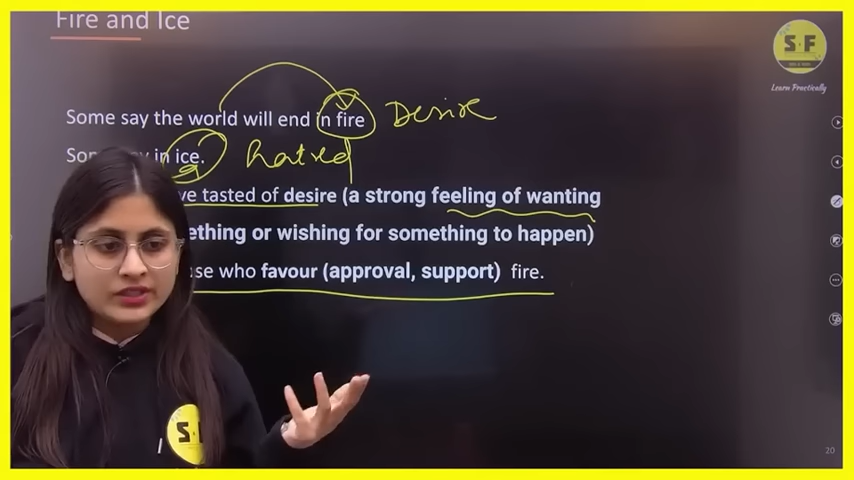 Fire and Ice
S F
Learn Practically
Some say the world will end in fire
Desire
say in ice.
hatred
tasted of desire (a strong feeling of wanting
ething or wishing for something to happen)
se who favour (approval, support) fire.
20